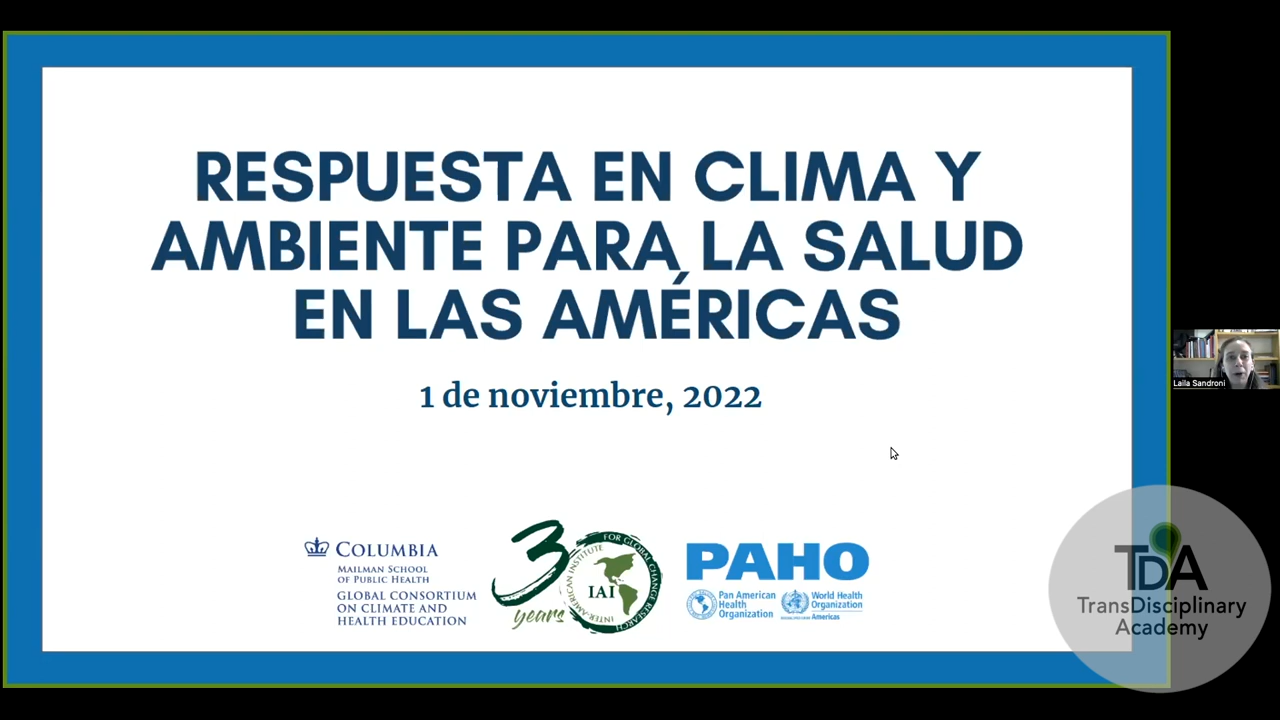 RESPUESTA EN CLIMA Y
AMBIENTE PARA LA SALUD
EN LAS AMÉRICAS
1 de noviembre, 2022
Laila Sandroni
COLUMBIA
MAILMAN SCHOOL
OF PUBLIC HEALTH
GLOBAL CONSORTIUM
ON CLIMATE AND
HEALTH EDUCATION
30
years
INTER-AMERICAN INSTITUTE FOR GLOBAL CHANGE RESEARCH
IAI
PAHO
Pan American
Health
Organization
World Health
Organization
Americas
TDA
TransDisciplinary
Academy